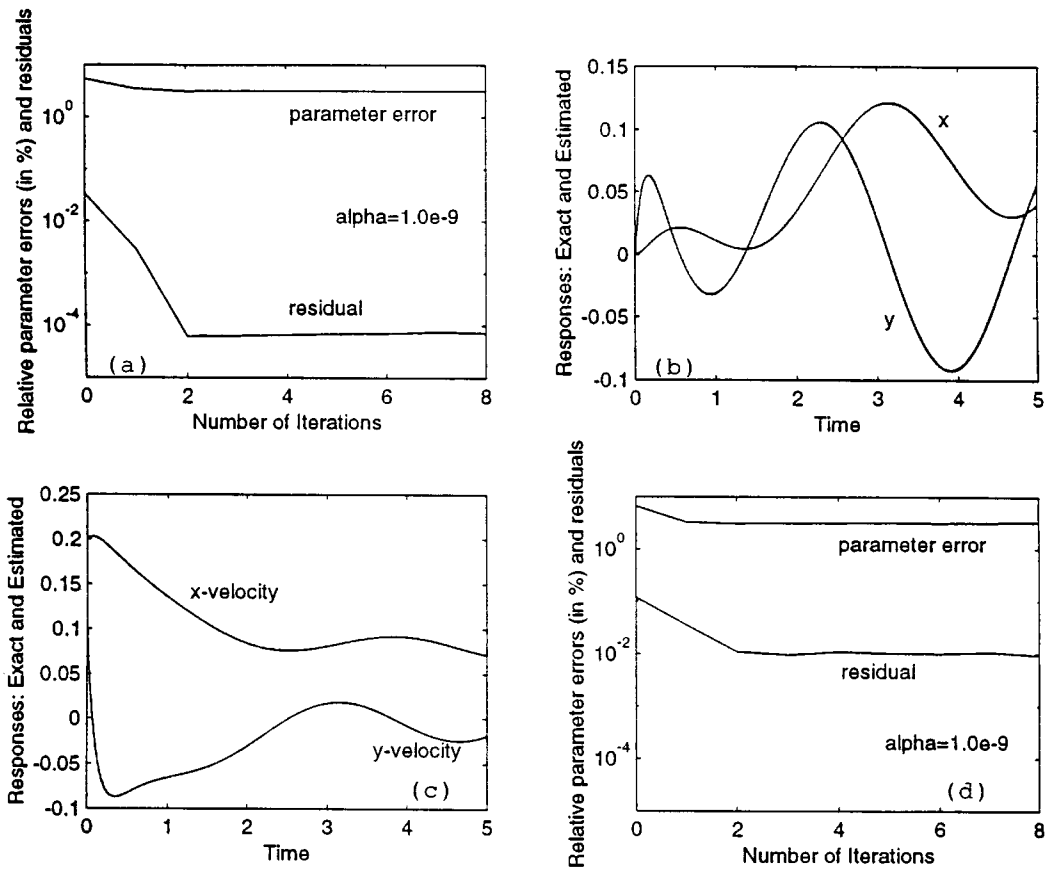 Relative parameter errors (in %) and residuals
10^0
10^-2
10^-4
parameter error
alpha=1.0e-9
residual
(a)
0 2 4 6 8
Number of Iterations
Responses: Exact and Estimated
0.15
0.1
0.05
0
-0.05
-0.1
x
y
(b)
0 1 2 3 4 5
Time
Responses: Exact and Estimated
0.25
0.2
0.15
0.1
0.05
0
-0.05
-0.1
x-velocity
y-velocity
(c)
0 1 2 3 4 5
Time
Relative parameter errors (in %) and residuals
10^0
10^-2
10^-4
parameter error
residual
alpha=1.0e-9
(d)
0 2 4 6 8
Number of Iterations